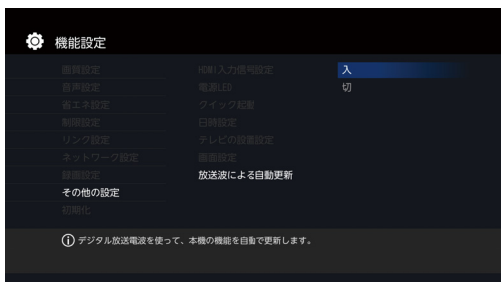 機能設定
画質設定
音声設定
省エネ設定
制限設定
リンク設定
ネットワーク設定
録画設定
その他の設定
初期化
HDMI入力信号設定
電源LED
クイック起動
日時設定
テレビの設置設定
画面設定
放送波による自動更新
入
切
デジタル放送電波を使って、本機の機能を自動で更新します。